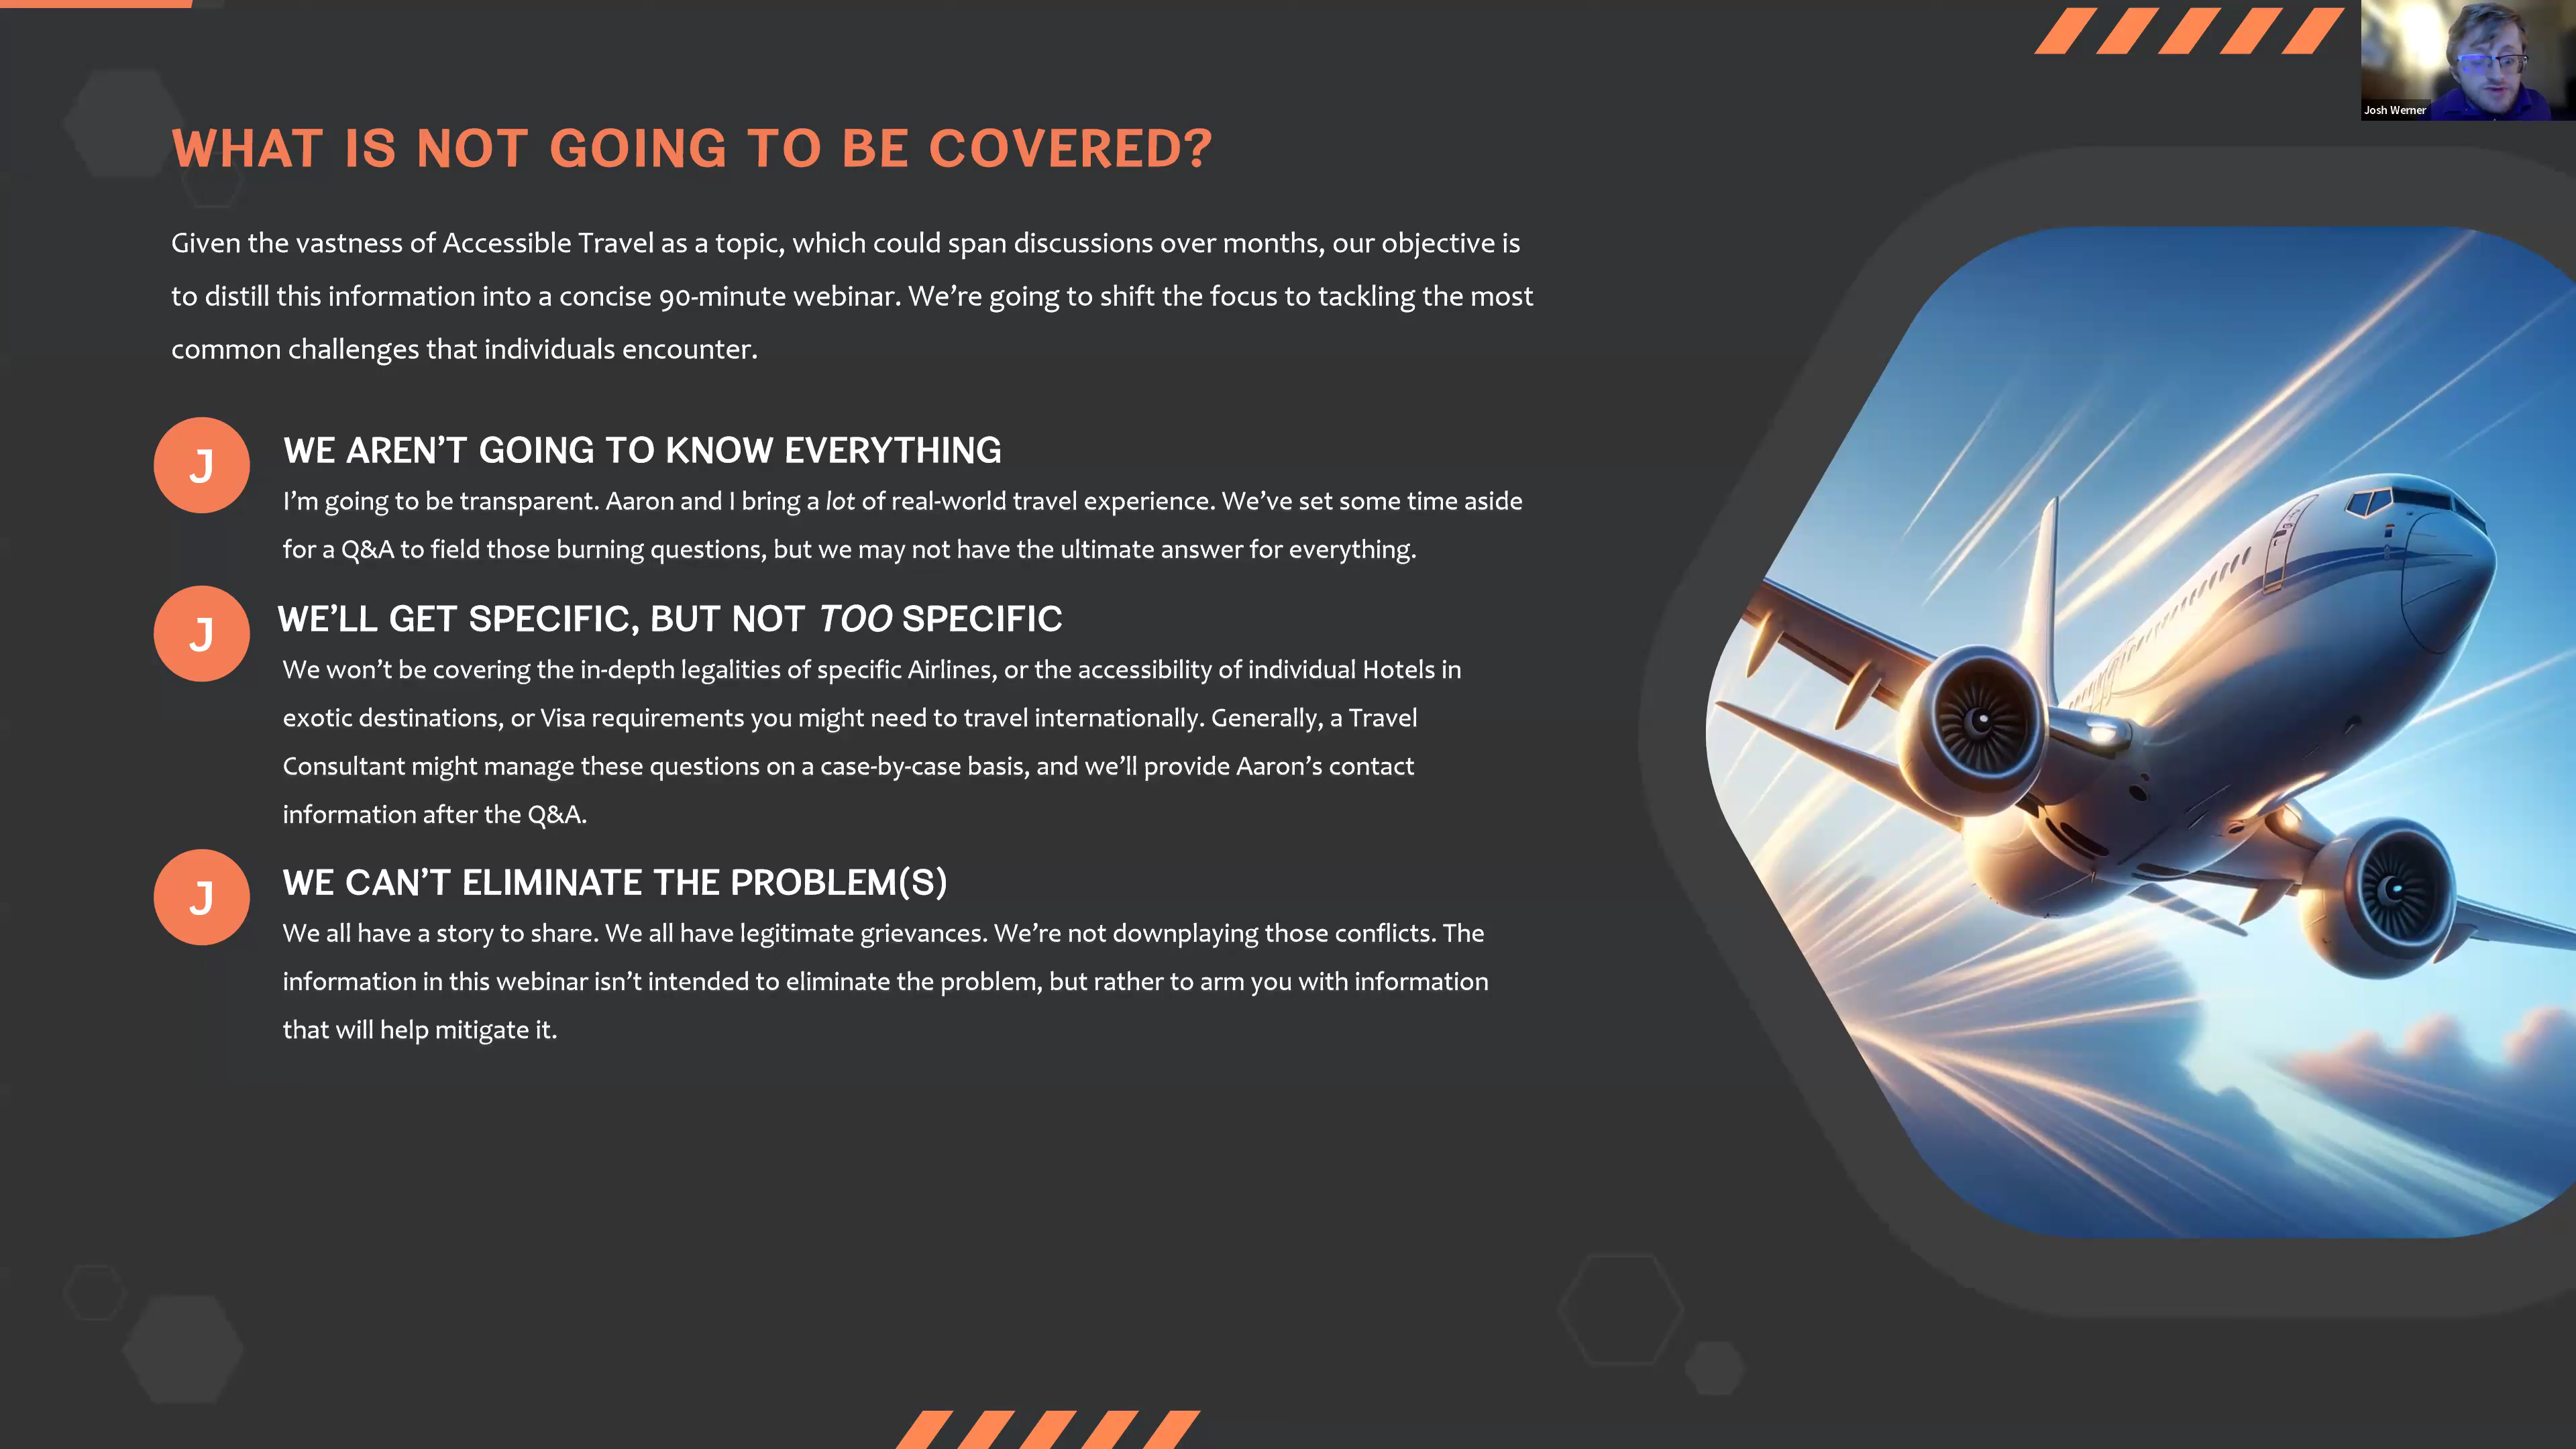 Josh Werner
WHAT IS NOT GOING TO BE COVERED?
Given the vastness of Accessible Travel as a topic, which could span discussions over months, our objective is
to distill this information into a concise 90-minute webinar. We’re going to shift the focus to tackling the most
common challenges that individuals encounter.
J
WE AREN’T GOING TO KNOW EVERYTHING
I’m going to be transparent. Aaron and I bring a lot of real-world travel experience. We’ve set some time aside
for a Q&A to field those burning questions, but we may not have the ultimate answer for everything.
J
WE’LL GET SPECIFIC, BUT NOT TOO SPECIFIC
We won’t be covering the in-depth legalities of specific Airlines, or the accessibility of individual Hotels in
exotic destinations, or Visa requirements you might need to travel internationally. Generally, a Travel
Consultant might manage these questions on a case-by-case basis, and we’ll provide Aaron’s contact
information after the Q&A.
J
WE CAN’T ELIMINATE THE PROBLEM(S)
We all have a story to share. We all have legitimate grievances. We’re not downplaying those conflicts. The
information in this webinar isn’t intended to eliminate the problem, but rather to arm you with information
that will help mitigate it.